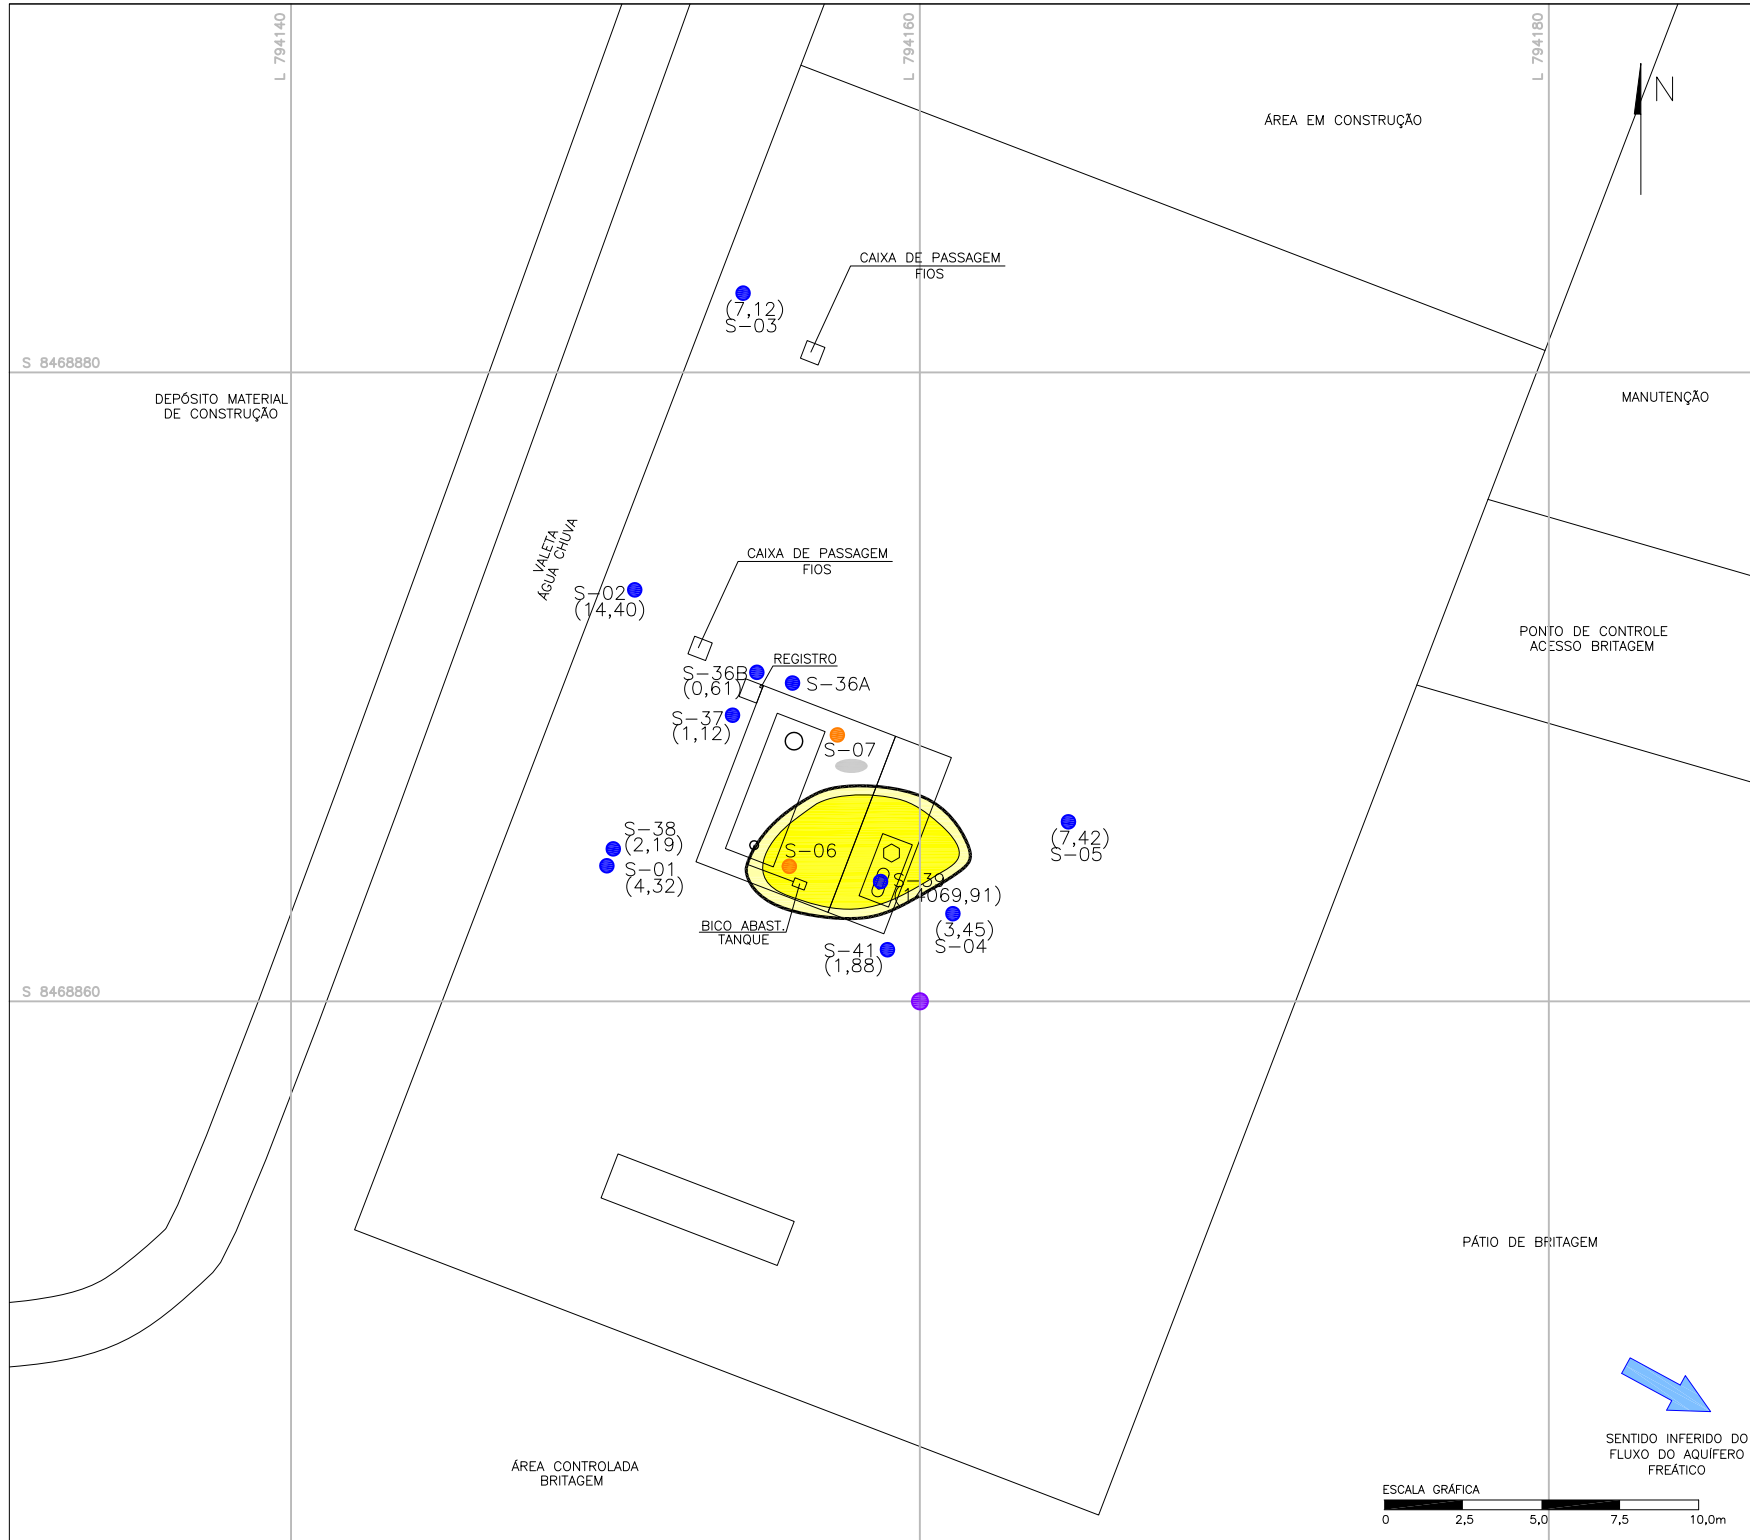 L 794140
L 794160
L 794180
N
ÁREA EM CONSTRUÇÃO
CAIXA DE PASSAGEM
FIOS
(7,12)
S-03
S 8468880
DEPÓSITO MATERIAL
DE CONSTRUÇÃO
MANUTENÇÃO
VALETA
ÁGUA CHUVA
CAIXA DE PASSAGEM
FIOS
S-02
(14,40)
PONTO DE CONTROLE
ACESSO BRITAGEM
REGISTRO
S-36B
(0,61)
S-36A
S-37
(1,12)
S-07
S-38
(2,19)
S-01
(4,32)
S-06
(7,42)
S-05
S-39
(14069,91)
BICO ABAST.
TANQUE
(3,45)
S-04
S-41
(1,88)
S 8468860
PÁTIO DE BRITAGEM
ÁREA CONTROLADA
BRITAGEM
SENTIDO INFERIDO DO
FLUXO DO AQUÍFERO
FREÁTICO
ESCALA GRÁFICA
0 2,5 5,0 7,5 10,0m